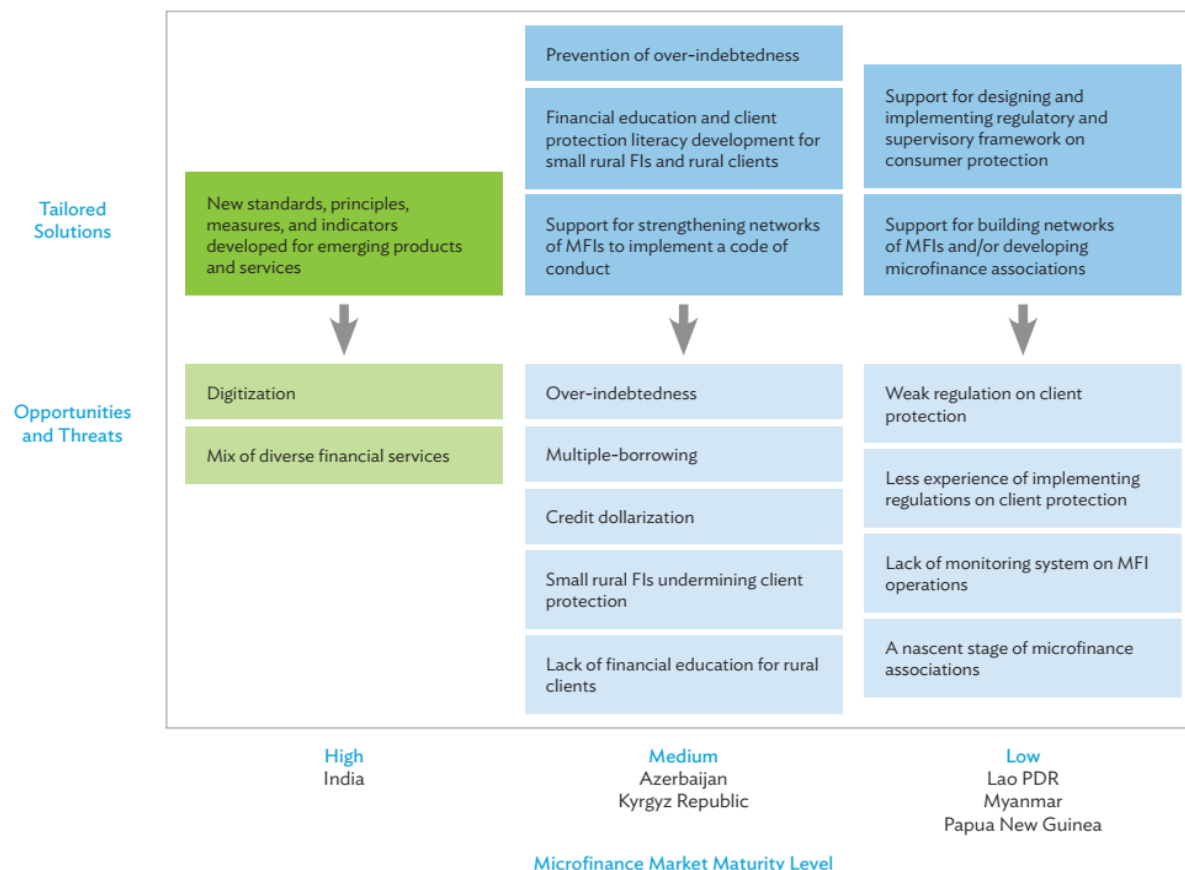 Tailored
Solutions
New standards, principles,
measures, and indicators
developed for emerging products
and services
Prevention of over-indebtedness
Financial education and client
protection literacy development for
small rural FIs and rural clients
Support for strengthening networks
of MFIs to implement a code of
conduct
Support for designing and
implementing regulatory and
supervisory framework on
consumer protection
Support for building networks
of MFIs and/or developing
microfinance associations
Opportunities
and Threats
Digitization
Mix of diverse financial services
Over-indebtedness
Multiple-borrowing
Credit dollarization
Small rural FIs undermining client
protection
Lack of financial education for rural
clients
Weak regulation on client
protection
Less experience of implementing
regulations on client protection
Lack of monitoring system on MFI
operations
A nascent stage of microfinance
associations
High
India
Medium
Azerbaijan
Kyrgyz Republic
Low
Lao PDR
Myanmar
Papua New Guinea
Microfinance Market Maturity Level